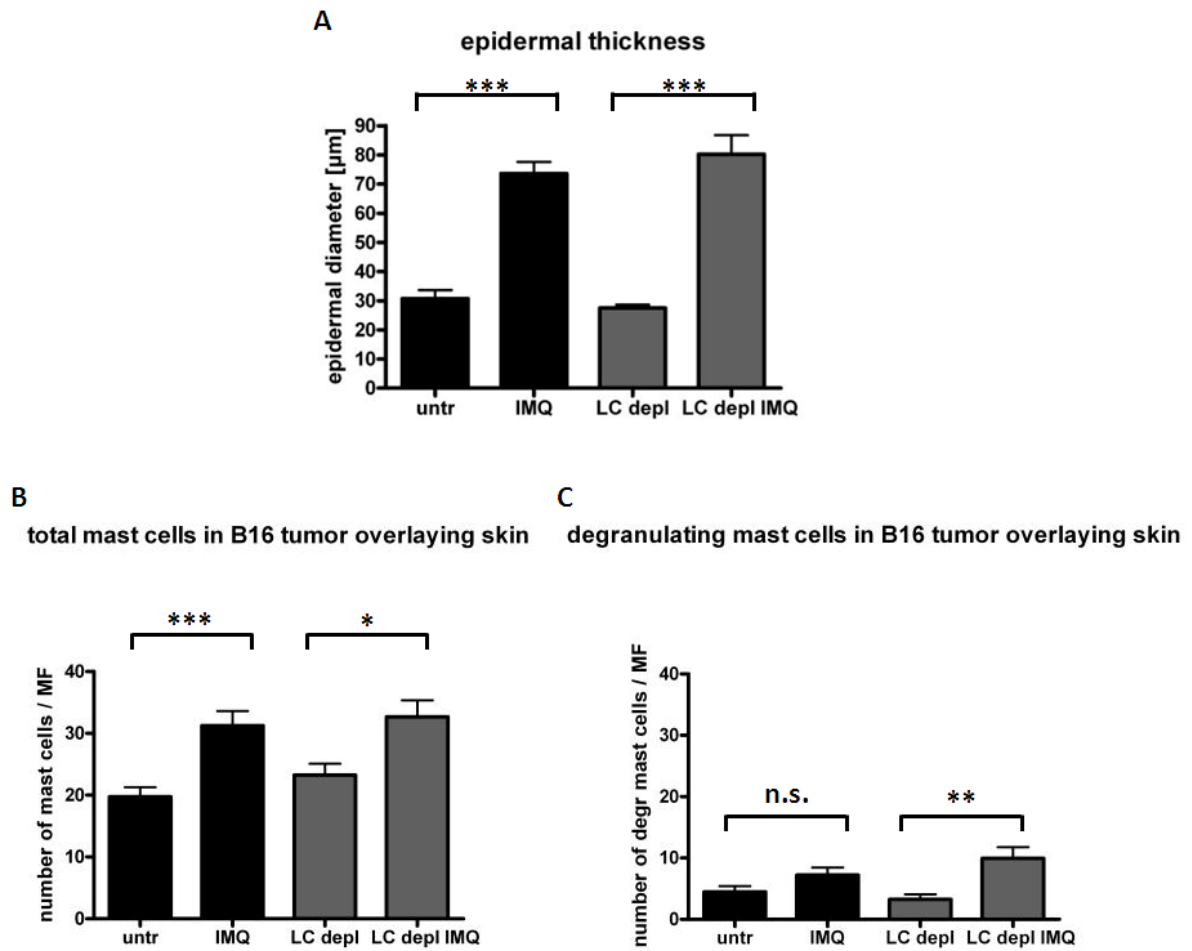 A
epidermal thickness
***
***
epidermal diameter [µm]
90
80
70
60
50
40
30
20
10
0
untr
IMQ
LC depl
LC depl IMQ
B
total mast cells in B16 tumor overlaying skin
***
*
number of mast cells / MF
40
30
20
10
0
untr
IMQ
LC depl
LC depl IMQ
C
degranulating mast cells in B16 tumor overlaying skin
n.s.
**
number of degr mast cells / MF
40
30
20
10
0
untr
IMQ
LC depl
LC depl IMQ